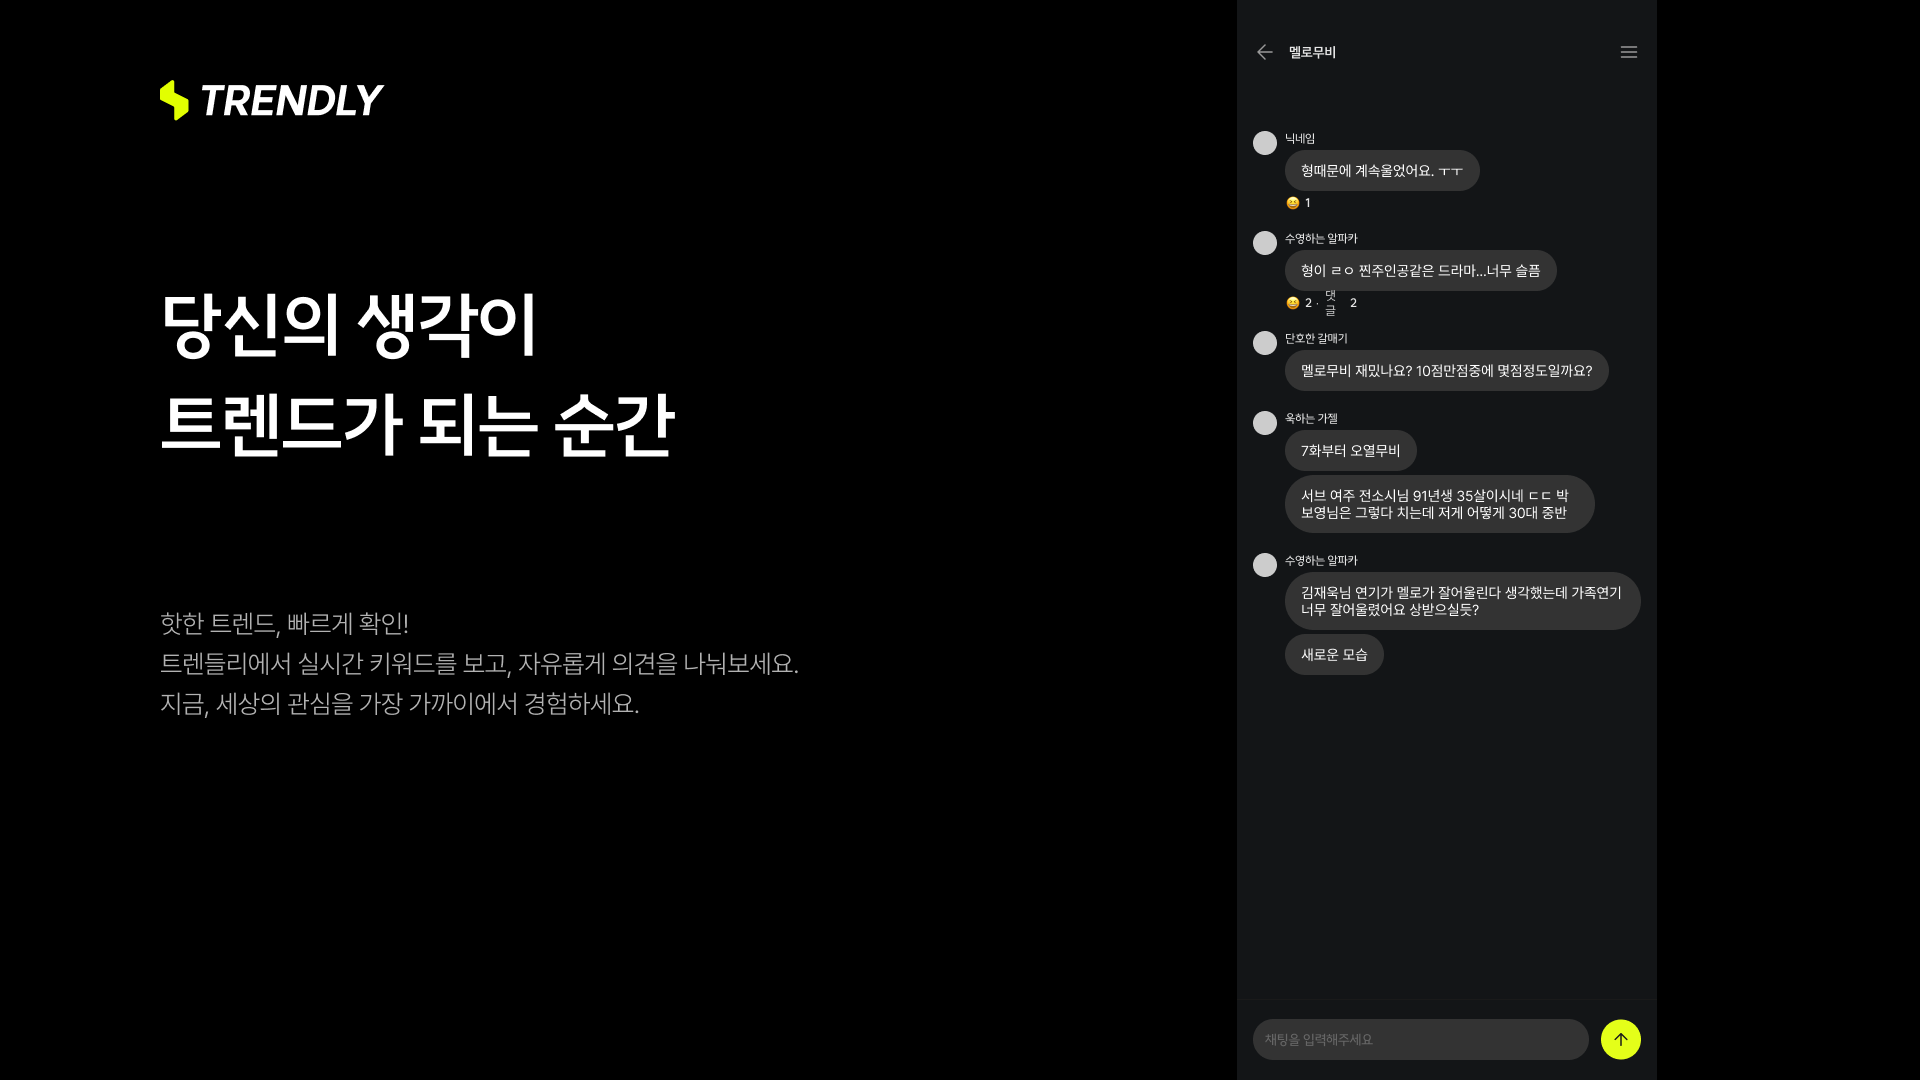 TRENDLY
당신의 생각이
트렌드가 되는 순간
핫한 트렌드, 빠르게 확인!
트렌들리에서 실시간 키워드를 보고, 자유롭게 의견을 나눠보세요.
지금, 세상의 관심을 가장 가까이에서 경험하세요.
멜로무비
닉네임
형때문에 계속울었어요. ㅜㅜ
1
수영하는 알파카
형이 ㄹㅇ 찐주인공같은 드라마...너무 슬픔
2 · 댓글 2
단호한 갈매기
멜로무비 재밌나요? 10점만점중에 몇점정도일까요?
욱하는 가젤
7화부터 오열무비
서브 여주 전소시님 91년생 35살이시네 ㄷㄷ 박
보영님은 그렇다 치는데 저게 어떻게 30대 중반
수영하는 알파카
김재욱님 연기가 멜로가 잘어울린다 생각했는데 가족연기
너무 잘어울렸어요 상받으실듯?
새로운 모습
채팅을 입력해주세요